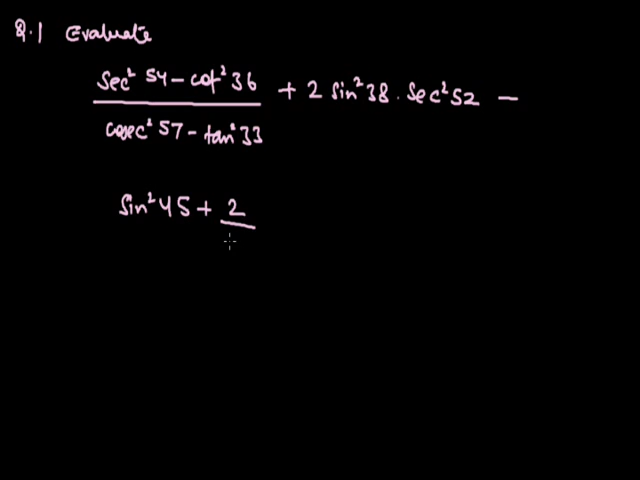 Q.1 Evaluate
sec² 54 - cot² 36 + 2 sin² 38 . sec² 52 -
cosec² 57 - tan² 33
sin² 45 + 2